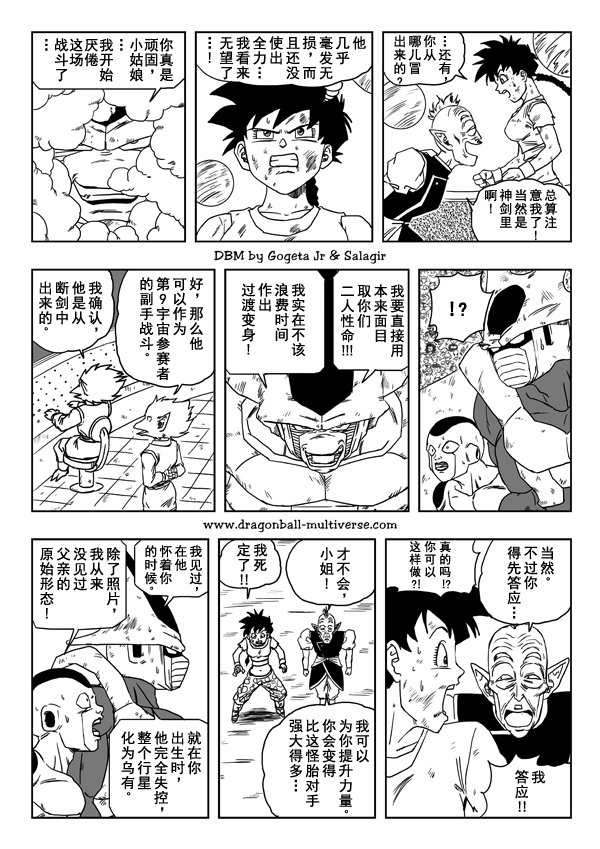 …还有，
你从
哪儿冒
出来的？
总算注
意我了！
当然是
神剑里
啊！
他
几乎
毫发无
损，而
且还没
使出
全力…
我看来
无望了
…！
你真是
顽固，
小姑娘
…
我开始
厌倦
这场
战斗了
…
DBM by Gogeta Jr & Salagir
!?
我要直接用
本来面目
取你们
二人性命!!!
我实在不该
浪费时间
作出
过渡变身！
好，那么他
可以作为
第9宇宙参赛者
的副手战斗。
我确认，
他是从
断剑中
出来的。
www.dragonball-multiverse.com
当然。
不过你
得先答应…
真的吗!?
你可以
这样做?!
我
答应!!
才不会，
小姐！
我死
定了!!
我可以
为你提升力量。
你会变得
比这怪胎对手
强大得多…
我见过，
在他
怀着你
的时候。
除了照片，
我从来
没见过
父亲的
原始形态！
就在你
出生时，
他完全失控，
整个行星
化为乌有。